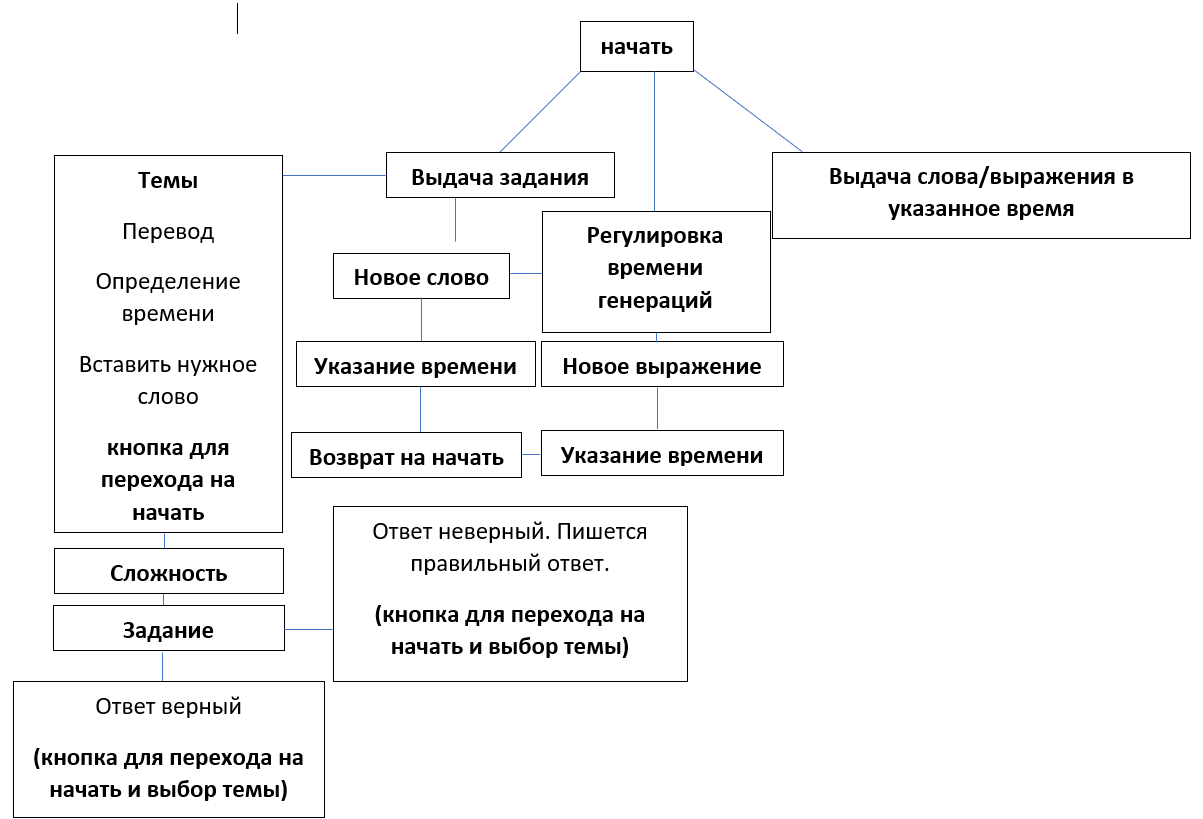 начать
Выдача задания
Выдача слова/выражения в
указанное время
Темы
Перевод
Определение
времени
Вставить нужное
слово
кнопка для
перехода на
начать
Регулировка
времени
генераций
Новое слово
Указание времени
Новое выражение
Возврат на начать
Указание времени
Сложность
Задание
Ответ неверный. Пишется
правильный ответ.
(кнопка для перехода на
начать и выбор темы)
Ответ верный
(кнопка для перехода на
начать и выбор темы)